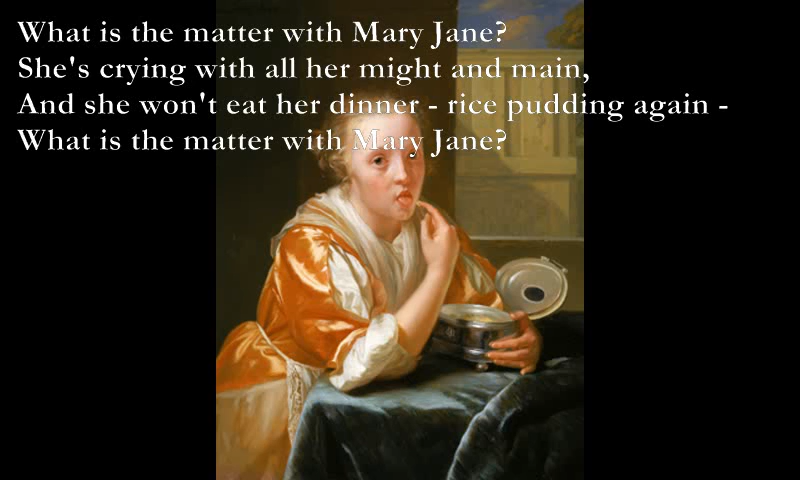 What is the matter with Mary Jane?
She's crying with all her might and main,
And she won't eat her dinner - rice pudding again -
What is the matter with Mary Jane?